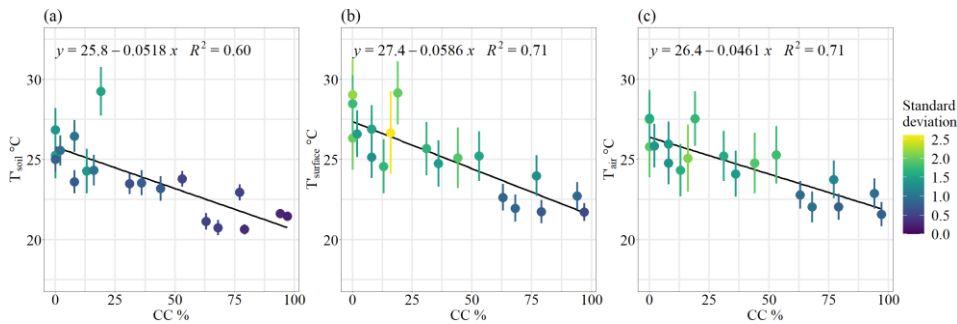 (a)
y = 25.8 − 0.0518 x R² = 0.60
30
25
20
T_soil °C
0 25 50 75 100
CC %
(b)
y = 27.4 − 0.0586 x R² = 0.71
30
25
20
T_surface °C
0 25 50 75 100
CC %
(c)
y = 26.4 − 0.0461 x R² = 0.71
30
25
20
T_air °C
0 25 50 75 100
CC %
Standard
deviation
2.5
2.0
1.5
1.0
0.5
0.0